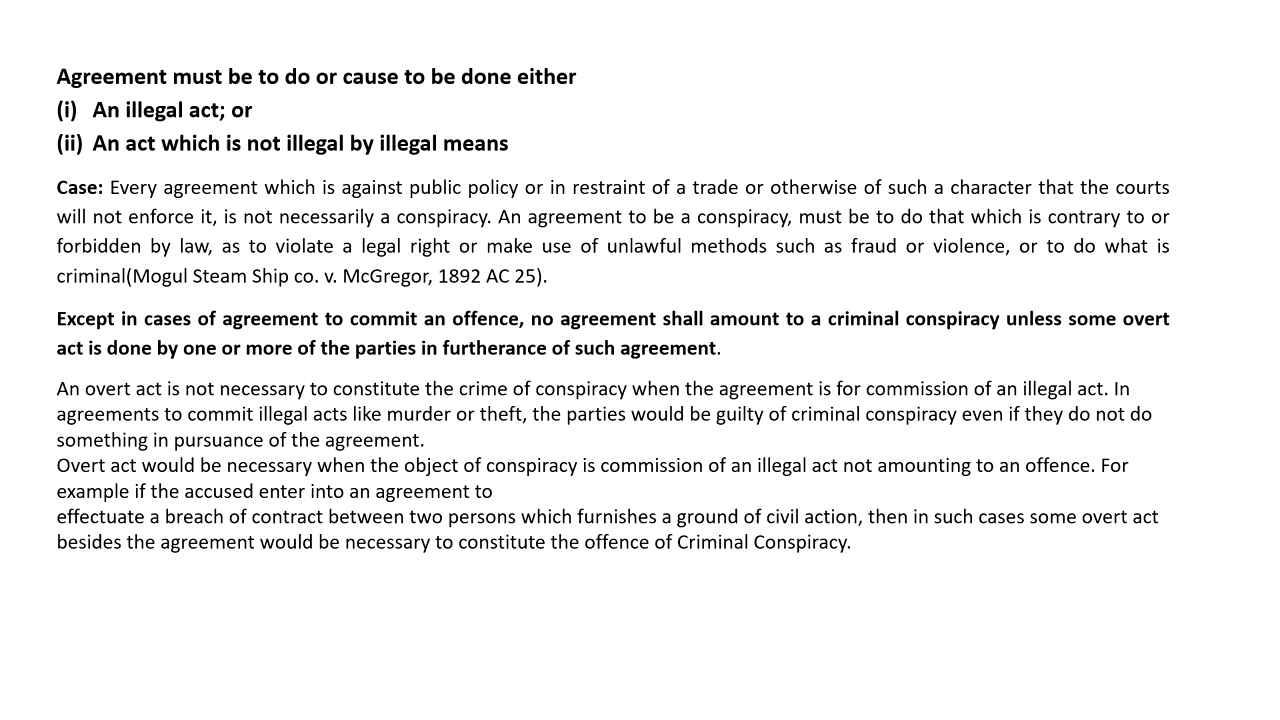 Agreement must be to do or cause to be done either
(i) An illegal act; or
(ii) An act which is not illegal by illegal means
Case: Every agreement which is against public policy or in restraint of a trade or otherwise of such a character that the courts
will not enforce it, is not necessarily a conspiracy. An agreement to be a conspiracy, must be to do that which is contrary to or
forbidden by law, as to violate a legal right or make use of unlawful methods such as fraud or violence, or to do what is
criminal(Mogul Steam Ship co. v. McGregor, 1892 AC 25).
Except in cases of agreement to commit an offence, no agreement shall amount to a criminal conspiracy unless some overt
act is done by one or more of the parties in furtherance of such agreement.
An overt act is not necessary to constitute the crime of conspiracy when the agreement is for commission of an illegal act. In
agreements to commit illegal acts like murder or theft, the parties would be guilty of criminal conspiracy even if they do not do
something in pursuance of the agreement.
Overt act would be necessary when the object of conspiracy is commission of an illegal act not amounting to an offence. For
example if the accused enter into an agreement to
effectuate a breach of contract between two persons which furnishes a ground of civil action, then in such cases some overt act
besides the agreement would be necessary to constitute the offence of Criminal Conspiracy.